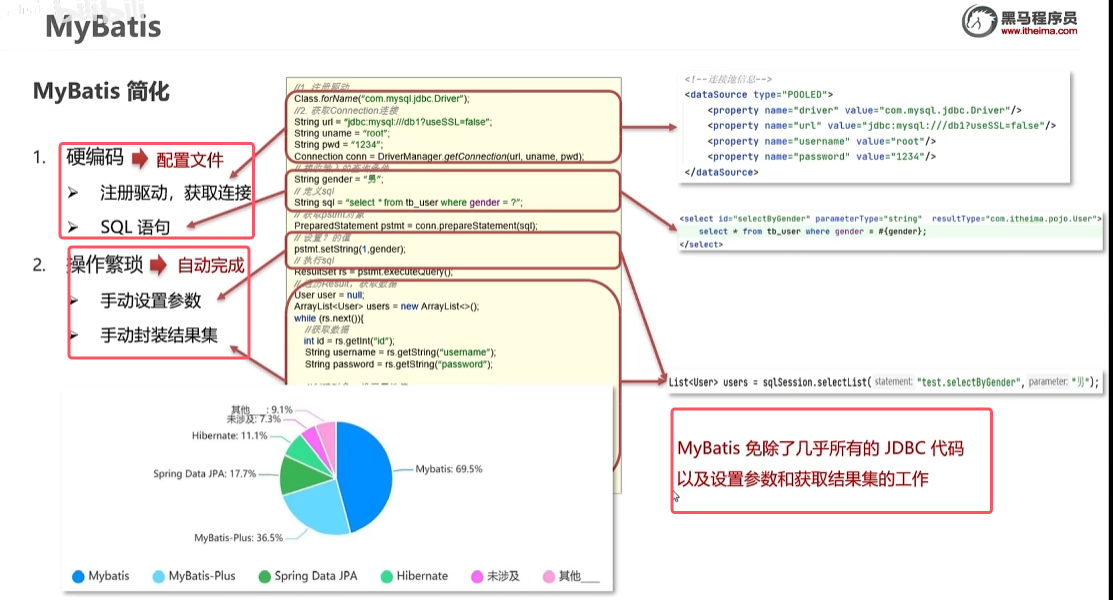 MyBatis
黑马程序员
www.itheima.com
MyBatis 简化
1. 硬编码 配置文件
注册驱动，获取连接
SQL 语句
2. 操作繁琐 自动完成
手动设置参数
手动封装结果集
//1. 注册驱动
Class.forName("com.mysql.jdbc.Driver");
//2. 获取Connection连接
String url = "jdbc:mysql:///db1?useSSL=false";
String uname = "root";
String pwd = "1234";
Connection conn = DriverManager.getConnection(url, uname, pwd);
String gender = "男";
// 定义sql
String sql = "select * from tb_user where gender = ?";
// 获取pstmt对象
PreparedStatement pstmt = conn.prepareStatement(sql);
// 设置？的值
pstmt.setString(1,gender);
// 执行sql
ResultSet rs = pstmt.executeQuery();
// 遍历Result，获取数据
User user = null;
ArrayList<User> users = new ArrayList<>();
while (rs.next()){
//获取数据
int id = rs.getInt("id");
String username = rs.getString("username");
String password = rs.getString("password");
<!--连接池信息-->
<dataSource type="POOLED">
<property name="driver" value="com.mysql.jdbc.Driver"/>
<property name="url" value="jdbc:mysql:///db1?useSSL=false"/>
<property name="username" value="root"/>
<property name="password" value="1234"/>
</dataSource>
<select id="selectByGender" parameterType="string" resultType="com.itheima.pojo.User">
select * from tb_user where gender = #{gender};
</select>
List<User> users = sqlSession.selectList( statement: "test.selectByGender", parameter: "男");
MyBatis 免除了几乎所有的 JDBC 代码
以及设置参数和获取结果集的工作
其他___: 9.1%
未涉及: 7.3%
Hibernate: 11.1%
Spring Data JPA: 17.7%
Mybatis: 69.5%
MyBatis-Plus: 36.5%
Mybatis MyBatis-Plus Spring Data JPA Hibernate 未涉及 其他___